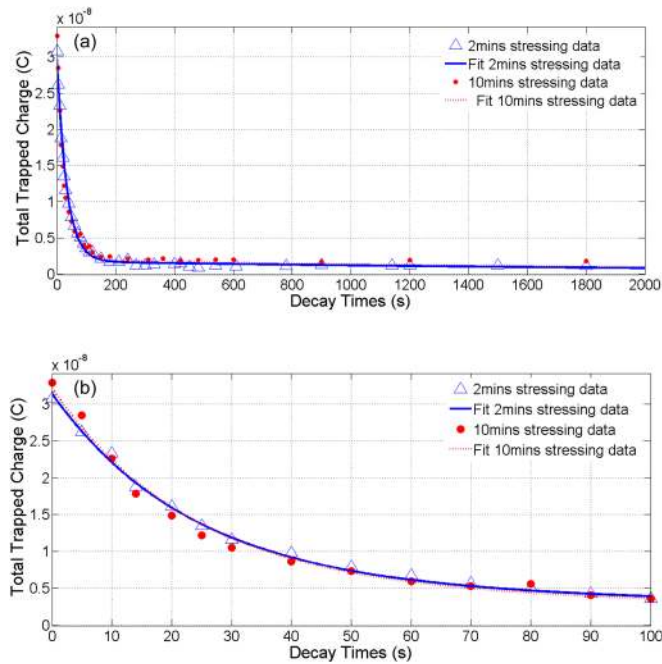 x 10⁻⁸
(a)
2mins stressing data
Fit 2mins stressing data
10mins stressing data
Fit 10mins stressing data
Total Trapped Charge (C)
3
2.5
2
1.5
1
0.5
0
0 200 400 600 800 1000 1200 1400 1600 1800 2000
Decay Times (s)
x 10⁻⁸
(b)
2mins stressing data
Fit 2mins stressing data
10mins stressing data
Fit 10mins stressing data
Total Trapped Charge (C)
3
2.5
2
1.5
1
0.5
0
0 10 20 30 40 50 60 70 80 90 100
Decay Times (s)